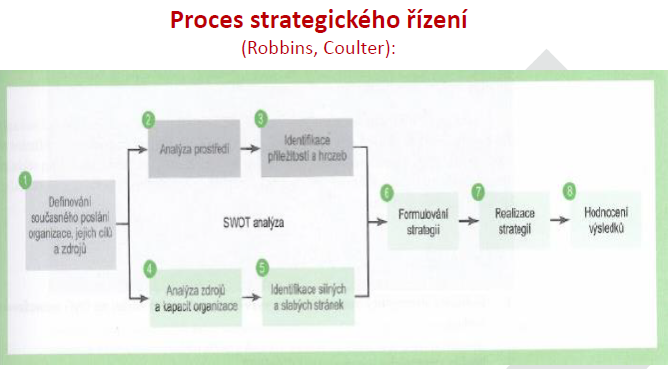 Proces strategického řízení
(Robbins, Coulter):
1
Definování
současného poslání
organizace, jejich cílů
a zdrojů
2
Analýza prostředí
3
Identifikace
příležitostí a hrozeb
SWOT analýza
4
Analýza zdrojů
a kapacit organizace
5
Identifikace silných
a slabých stránek
6
Formulování
strategií
7
Realizace
strategií
8
Hodnocení
výsledků